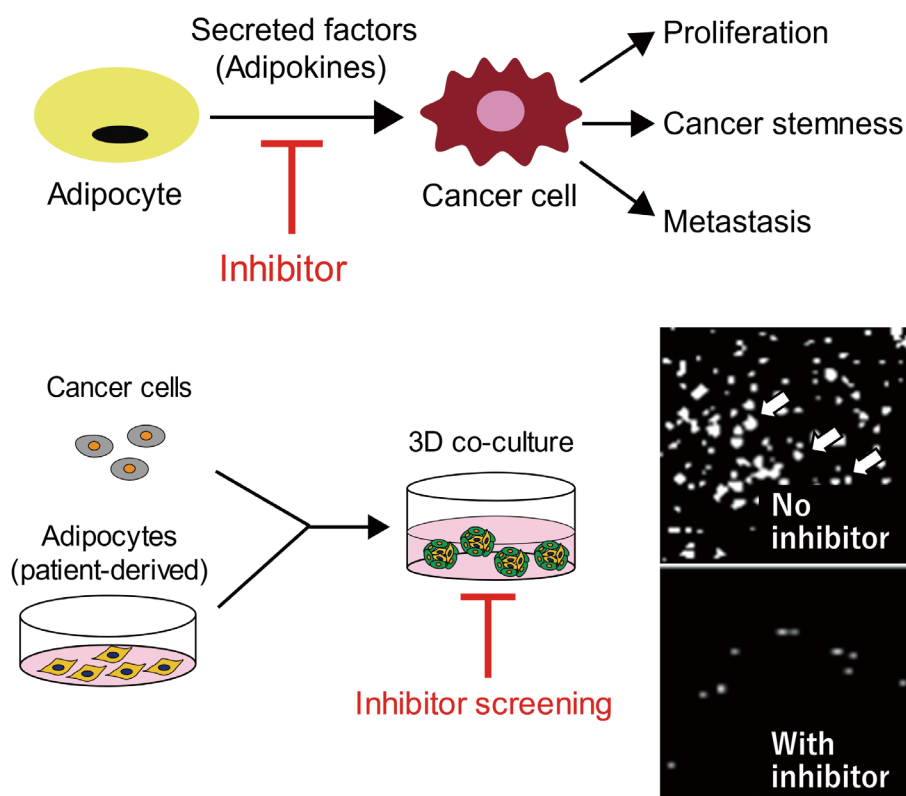 Secreted factors
(Adipokines)
Adipocyte
Cancer cell
Proliferation
Cancer stemness
Metastasis
Inhibitor
Cancer cells
Adipocytes
(patient-derived)
3D co-culture
Inhibitor screening
No
inhibitor
With
inhibitor